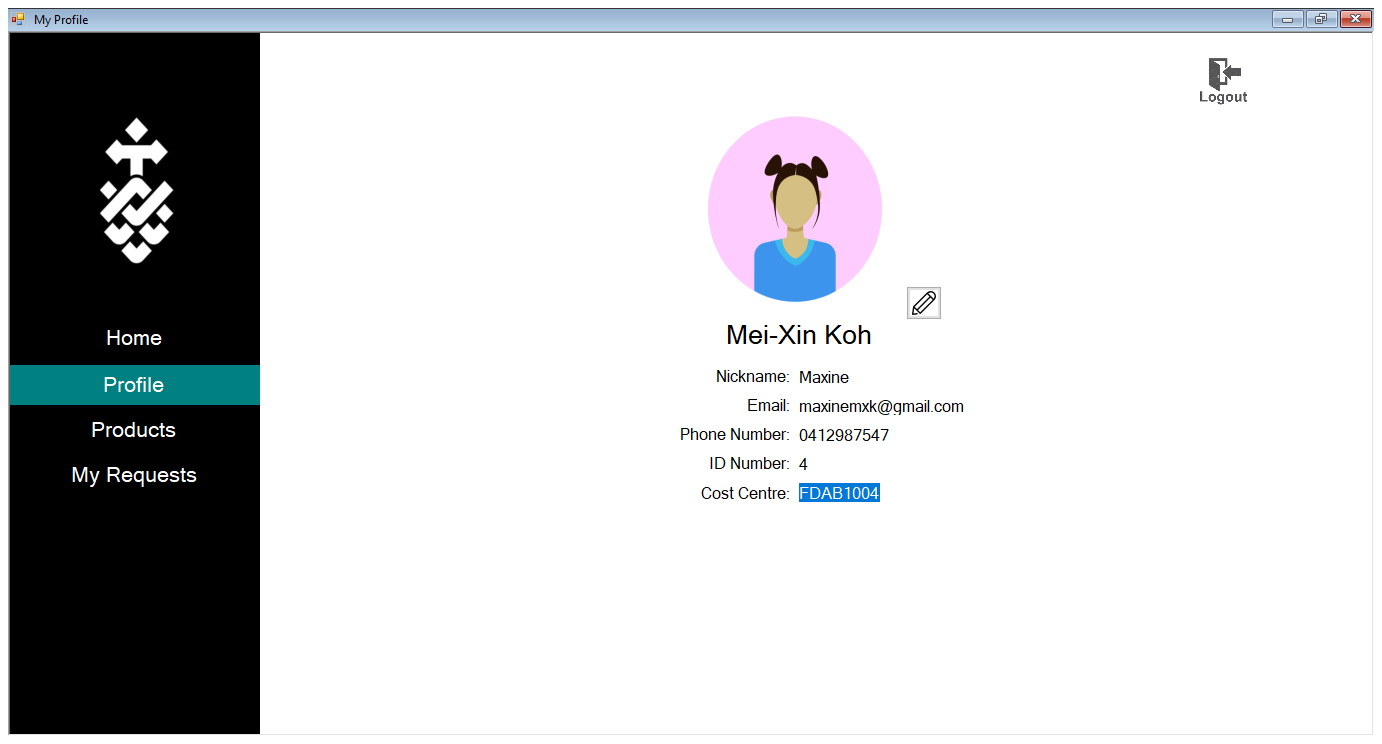 My Profile
Logout
Home
Profile
Products
My Requests
Mei-Xin Koh
Nickname: Maxine
Email: maxinemxk@gmail.com
Phone Number: 0412987547
ID Number: 4
Cost Centre: FDAB1004